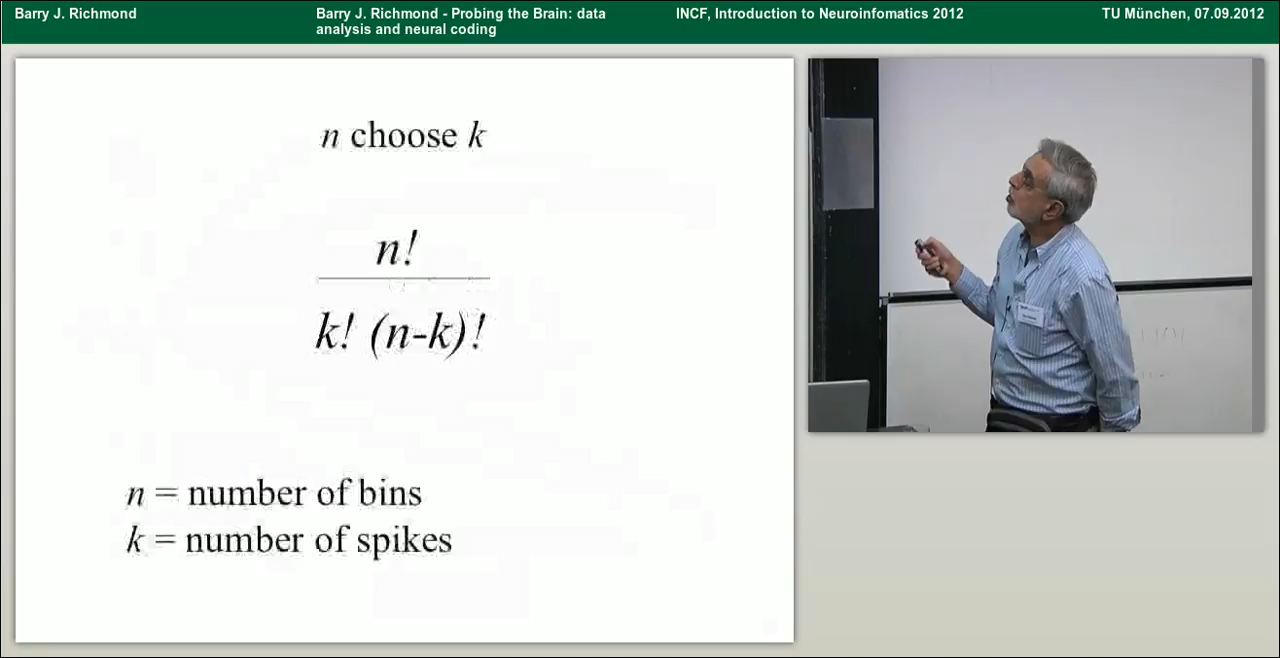 Barry J. Richmond
Barry J. Richmond - Probing the Brain: data
analysis and neural coding
INCF, Introduction to Neuroinfomatics 2012
TU München, 07.09.2012
n choose k
n!
k! (n-k)!
n = number of bins
k = number of spikes